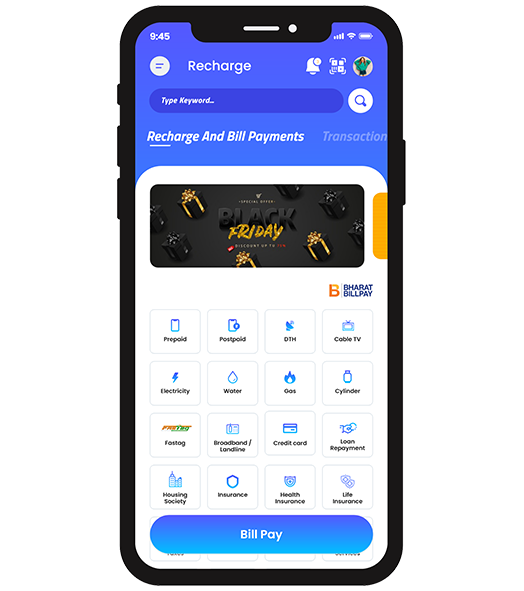 9:45
Recharge
Type Keyword..
Recharge And Bill Payments
Transaction
SPECIAL OFFER
BLACK
FRIDAY
DISCOUNT UP TO
BHARAT
BILLPAY
Prepaid
Postpaid
DTH
Cable TV
Electricity
Water
Gas
Cylinder
FASTAG
Fastag
Broadband /
Landline
Credit card
Loan
Repayment
Housing
Society
Insurance
Health
Insurance
Life
Insurance
Bill Pay